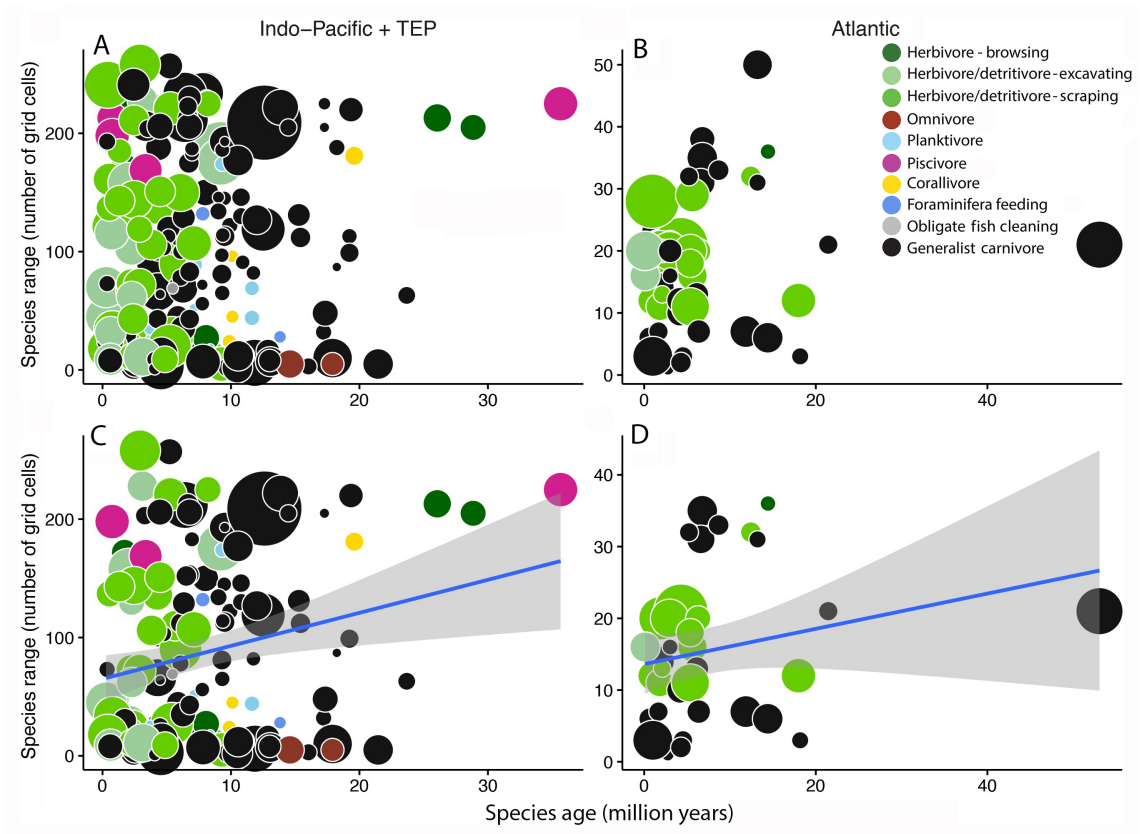 Indo−Pacific + TEP
Atlantic
A
B
Species range (number of grid cells)
200
100
0
0
10
20
30
50
40
30
20
10
0
0
20
40
Herbivore - browsing
Herbivore/detritivore-excavating
Herbivore/detritivore-scraping
Omnivore
Planktivore
Piscivore
Corallivore
Foraminifera feeding
Obligate fish cleaning
Generalist carnivore
C
D
Species range (number of grid cells)
200
100
0
0
10
20
30
40
30
20
10
0
0
20
40
Species age (million years)